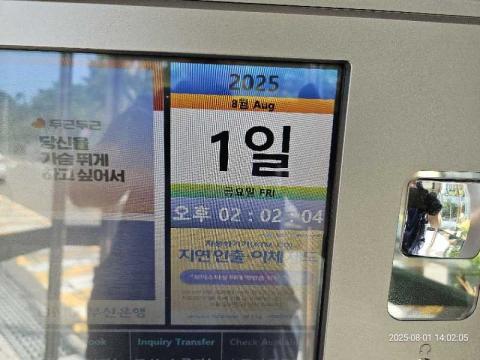 두근두근
당신을
가슴 뛰게
하고 싶어서
부산은행
2025
8월 Aug
1일
금요일 FRI
오후 02:02:04
지연인출·이체제도
Inquiry Transfer
Check
2025-08-01 14:02:05